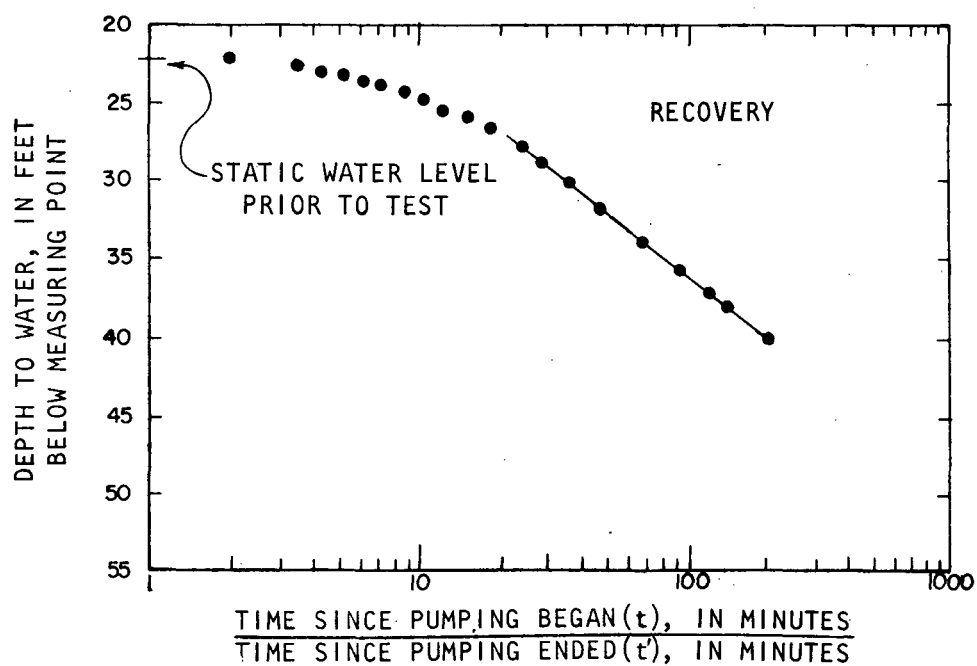 20
25
30
35
40
45
50
55
DEPTH TO WATER, IN FEET
BELOW MEASURING POINT
RECOVERY
STATIC WATER LEVEL
PRIOR TO TEST
1
10
100
1000
TIME SINCE PUMPING BEGAN(t), IN MINUTES
TIME SINCE PUMPING ENDED(t'), IN MINUTES